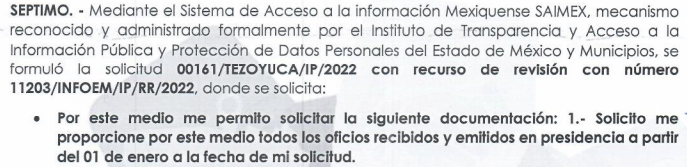 SEPTIMO. - Mediante el Sistema de Acceso a la información Mexiquense SAIMEX, mecanismo
reconocido y administrado formalmente por el Instituto de Transparencia y Acceso a la
Información Pública y Protección de Datos Personales del Estado de México y Municipios, se
formuló la solicitud 00161/TEZOYUCA/IP/2022 con recurso de revisión con número
11203/INFOEM/IP/RR/2022, donde se solicita:
• Por este medio me permito solicitar la siguiente documentación: 1.- Solicito me
proporcione por este medio todos los oficios recibidos y emitidos en presidencia a partir
del 01 de enero a la fecha de mi solicitud.